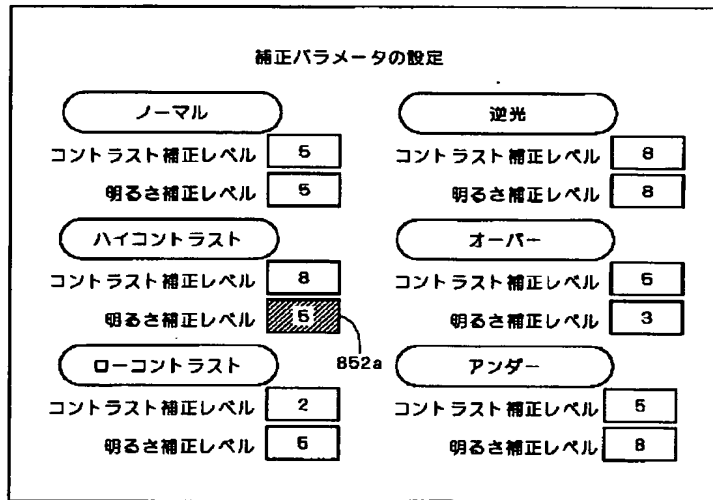 補正パラメータの設定
ノーマル
コントラスト補正レベル 5
明るさ補正レベル 5
ハイコントラスト
コントラスト補正レベル 8
明るさ補正レベル 5
852a
ローコントラスト
コントラスト補正レベル 2
明るさ補正レベル 5
逆光
コントラスト補正レベル 8
明るさ補正レベル 8
オーバー
コントラスト補正レベル 5
明るさ補正レベル 3
アンダー
コントラスト補正レベル 5
明るさ補正レベル 8